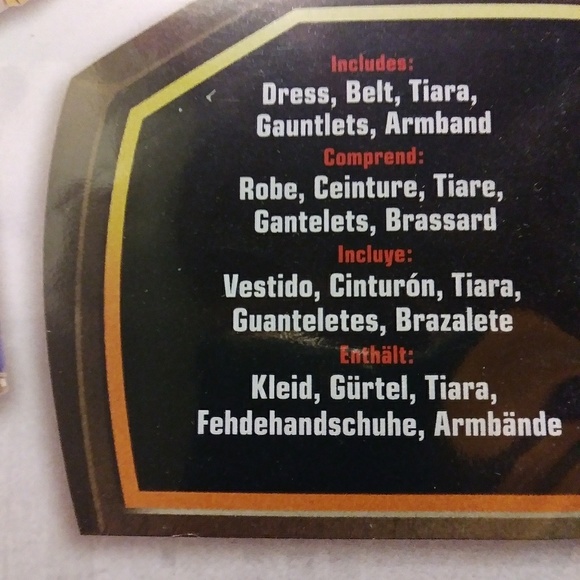 Includes:
Dress, Belt, Tiara,
Gauntlets, Armband
Comprend:
Robe, Ceinture, Tiare,
Gantelets, Brassard
Incluye:
Vestido, Cinturón, Tiara,
Guanteletes, Brazalete
Enthält:
Kleid, Gürtel, Tiara,
Fehdehandschuhe, Armbände